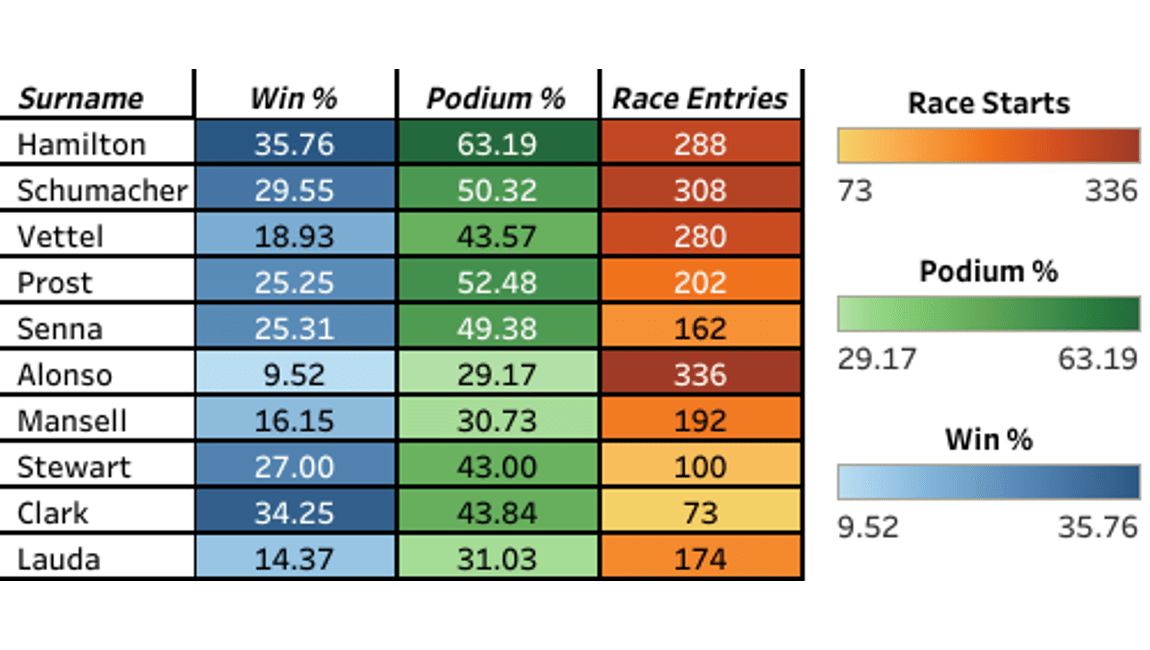 Surname Win % Podium % Race Entries
Hamilton 35.76 63.19 288
Schumacher 29.55 50.32 308
Vettel 18.93 43.57 280
Prost 25.25 52.48 202
Senna 25.31 49.38 162
Alonso 9.52 29.17 336
Mansell 16.15 30.73 192
Stewart 27.00 43.00 100
Clark 34.25 43.84 73
Lauda 14.37 31.03 174
Race Starts
73 336
Podium %
29.17 63.19
Win %
9.52 35.76